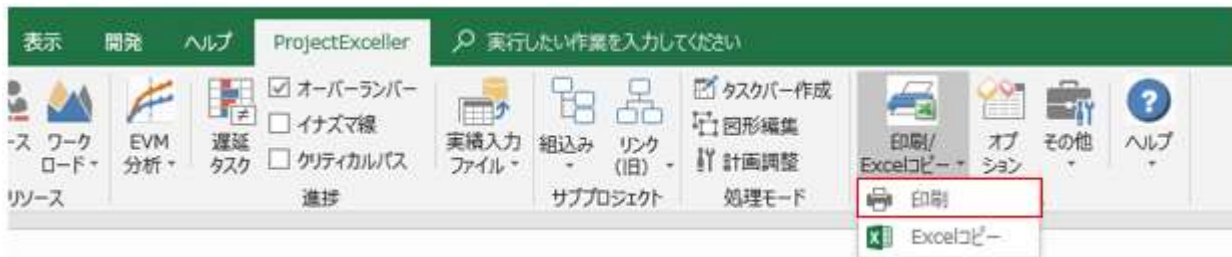 表示 開発 ヘルプ ProjectExceller 実行したい作業を入力してください
ース ワーク
ロード
EVM
分析
遅延
タスク
オーバーランバー
イナズマ線
クリティカルパス
実績入力
ファイル
組込み
リンク
(旧)
タスクバー作成
図形編集
計画調整
印刷/
Excelコピー
オプ
ション
その他
ヘルプ
リソース 進捗 サブプロジェクト 処理モード
印刷
Excelコピー